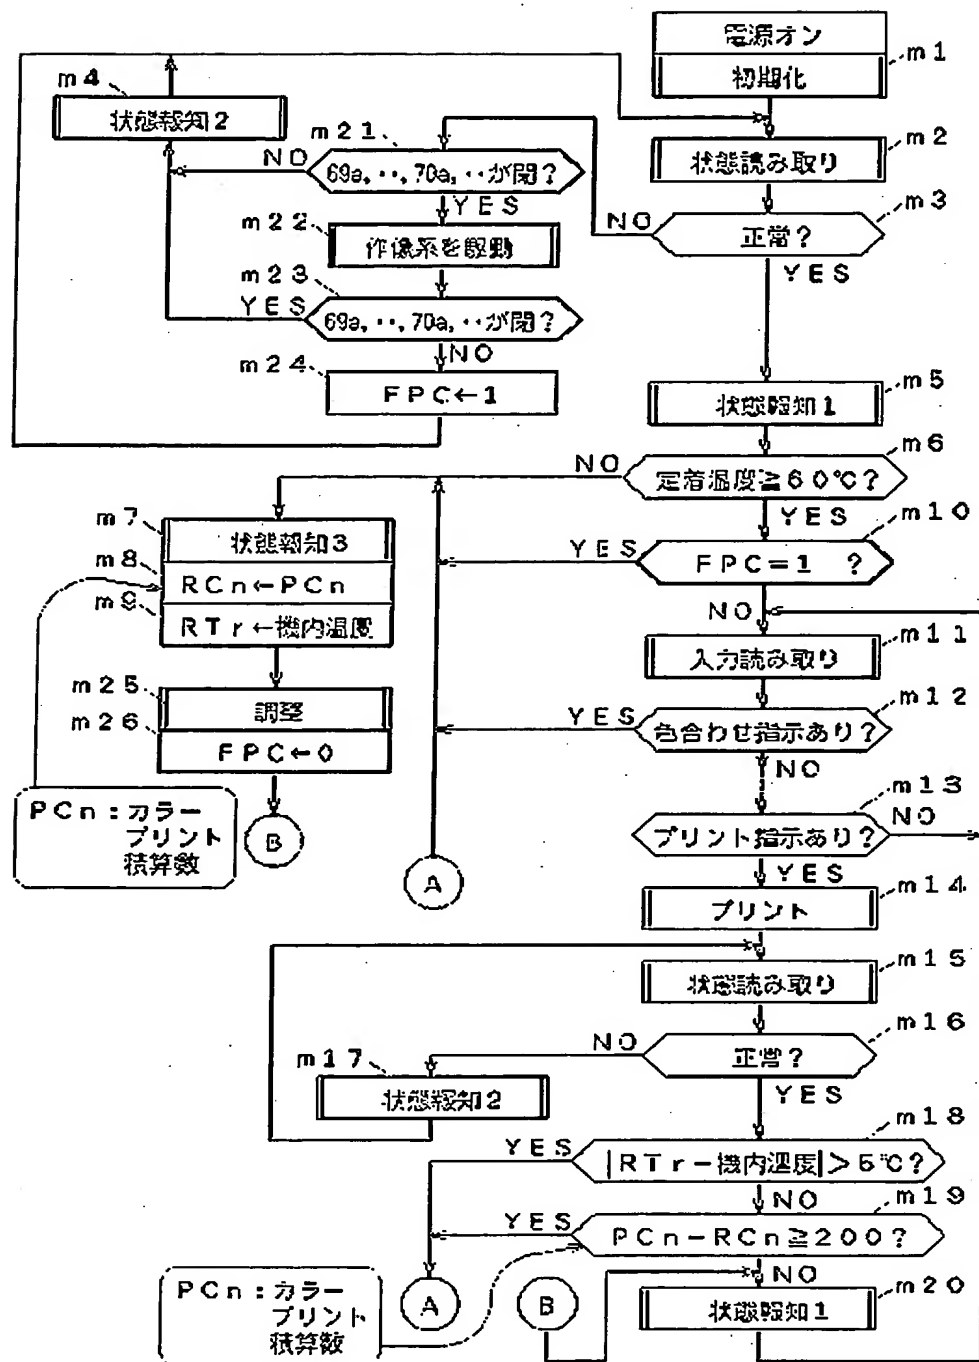 電源オン
m1
初期化
m4
状態報知2
m21
NO
69a,‥,70a,‥が閉?
YES
m2
状態読み取り
m3
NO
正常?
YES
m22
作像系を駆動
m23
YES
69a,‥,70a,‥が閉?
NO
m24
FPC←1
m5
状態報知1
m6
NO
定着温度≧60℃?
YES
m7
状態報知3
m8
RCn←PCn
m9
RTr←機内温度
m10
YES
FPC=1 ?
NO
m11
入力読み取り
m25
調整
m26
FPC←0
m12
YES
色合わせ指示あり?
NO
m13
プリント指示あり?
NO
YES
PCn:カラー
プリント
積算数
B
A
m14
プリント
m15
状態読み取り
m16
NO
正常?
YES
m17
状態報知2
m18
YES
|RTr-機内温度|>5℃?
NO
m19
YES
PCn-RCn≧200?
NO
PCn:カラー
プリント
積算数
A
B
m20
状態報知1